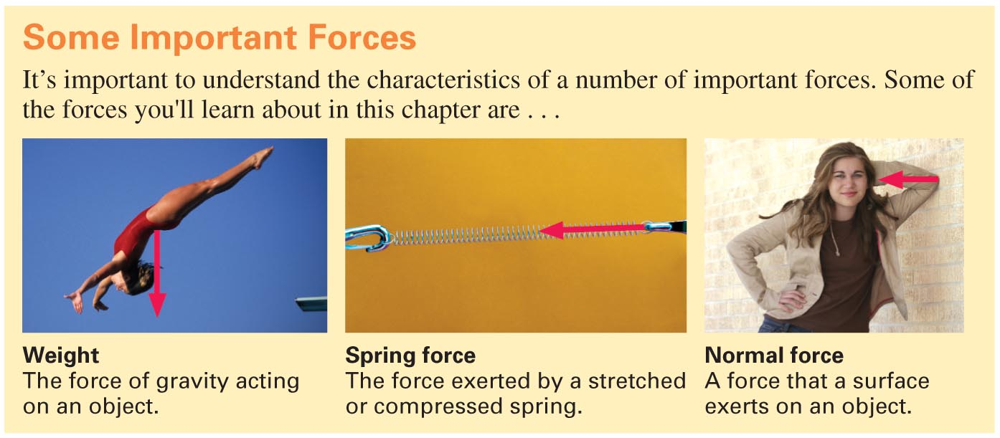 Some Important Forces
It’s important to understand the characteristics of a number of important forces. Some of
the forces you'll learn about in this chapter are . . .
Weight
The force of gravity acting
on an object.
Spring force
The force exerted by a stretched
or compressed spring.
Normal force
A force that a surface
exerts on an object.